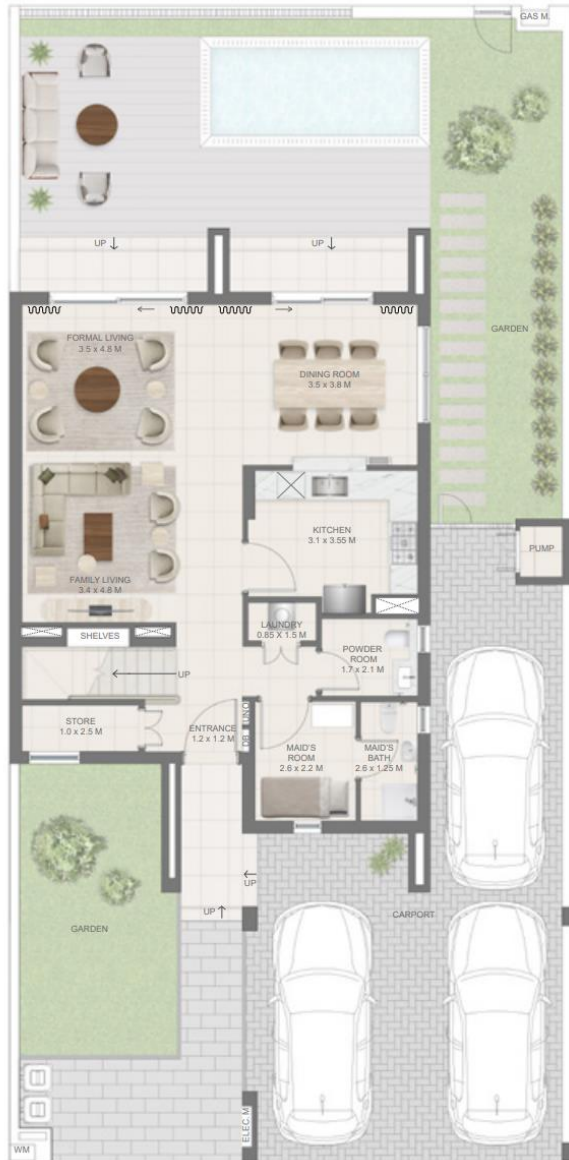 GAS M.
UP
UP
FORMAL LIVING
3.5 x 4.8 M
GARDEN
DINING ROOM
3.5 x 3.8 M
KITCHEN
3.1 x 3.55 M
PUMP
FAMILY LIVING
3.4 x 4.8 M
LAUNDRY
0.85 X 1.5 M
SHELVES
POWDER
ROOM
1.7 x 2.1 M
UP
STORE
1.0 x 2.5 M
ENTRANCE
1.2 x 1.2 M
DB
MAID'S
ROOM
2.6 x 2.2 M
MAID'S
BATH
2.6 x 1.25 M
UP
UP
CARPORT
GARDEN
ELEC.M
WM